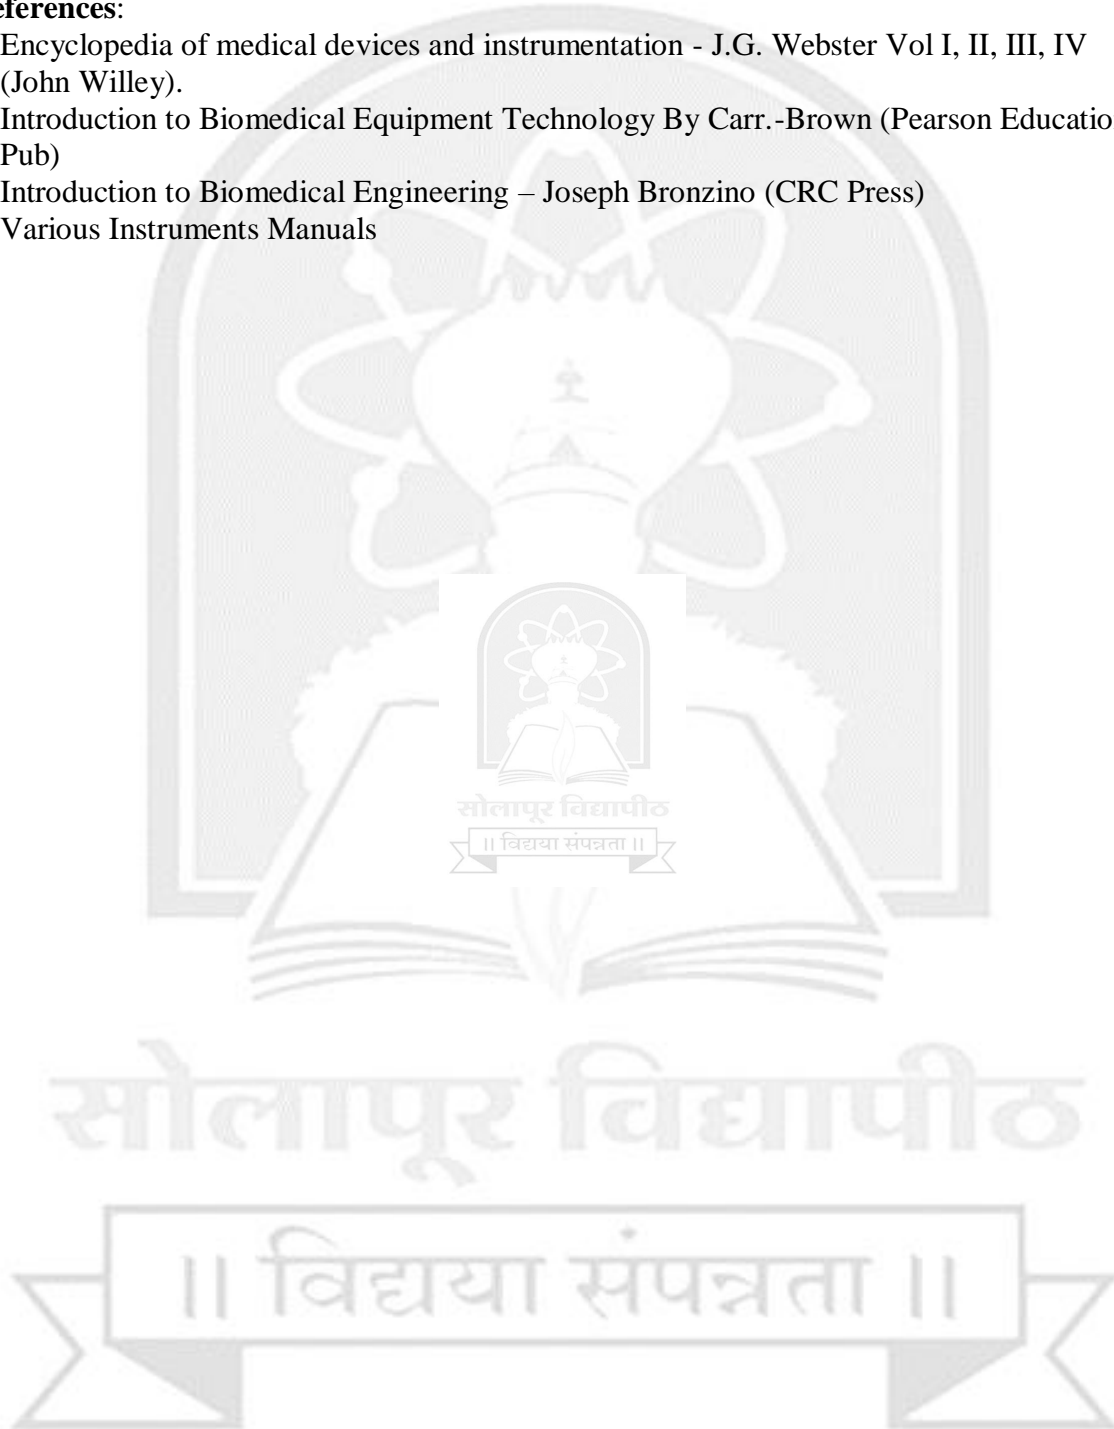 eferences:
Encyclopedia of medical devices and instrumentation - J.G. Webster Vol I, II, III, IV
(John Willey).
Introduction to Biomedical Equipment Technology By Carr.-Brown (Pearson Educatio
Pub)
Introduction to Biomedical Engineering – Joseph Bronzino (CRC Press)
Various Instruments Manuals
सोलापूर विद्यापीठ
॥ विद्यया संपन्नता ॥
सोलापूर विद्यापीठ
॥ विद्यया संपन्नता ॥